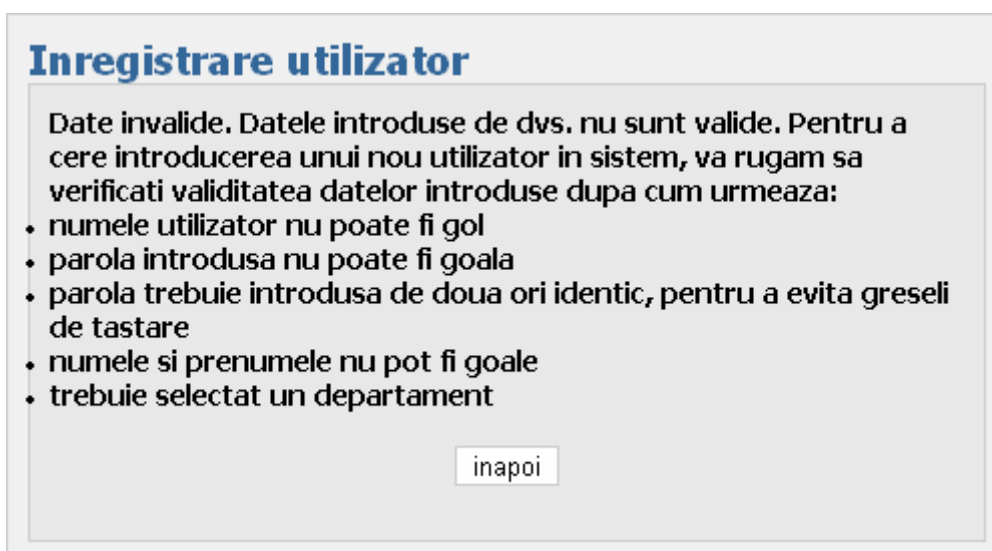 Inregistrare utilizator
Date invalide. Datele introduse de dvs. nu sunt valide. Pentru a
cere introducerea unui nou utilizator in sistem, va rugam sa
verificati validitatea datelor introduse dupa cum urmeaza:
• numele utilizator nu poate fi gol
• parola introdusa nu poate fi goala
• parola trebuie introdusa de doua ori identic, pentru a evita greseli
de tastare
• numele si prenumele nu pot fi goale
• trebuie selectat un departament
inapoi